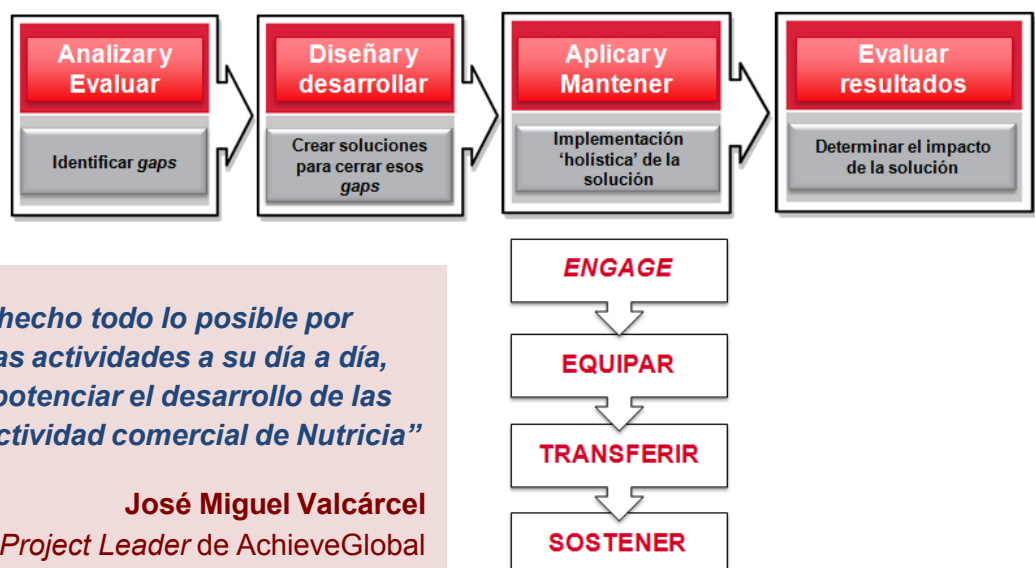 Analizar y
Evaluar
Identificar gaps
Diseñar y
desarrollar
Crear soluciones
para cerrar esos
gaps
Aplicar y
Mantener
Implementación
‘holística’ de la
solución
Evaluar
resultados
Determinar el impacto
de la solución
ENGAGE
EQUIPAR
TRANSFERIR
SOSTENER
hecho todo lo posible por
as actividades a su día a día,
potenciar el desarrollo de las
ctividad comercial de Nutricia”
José Miguel Valcárcel
Project Leader de AchieveGlobal